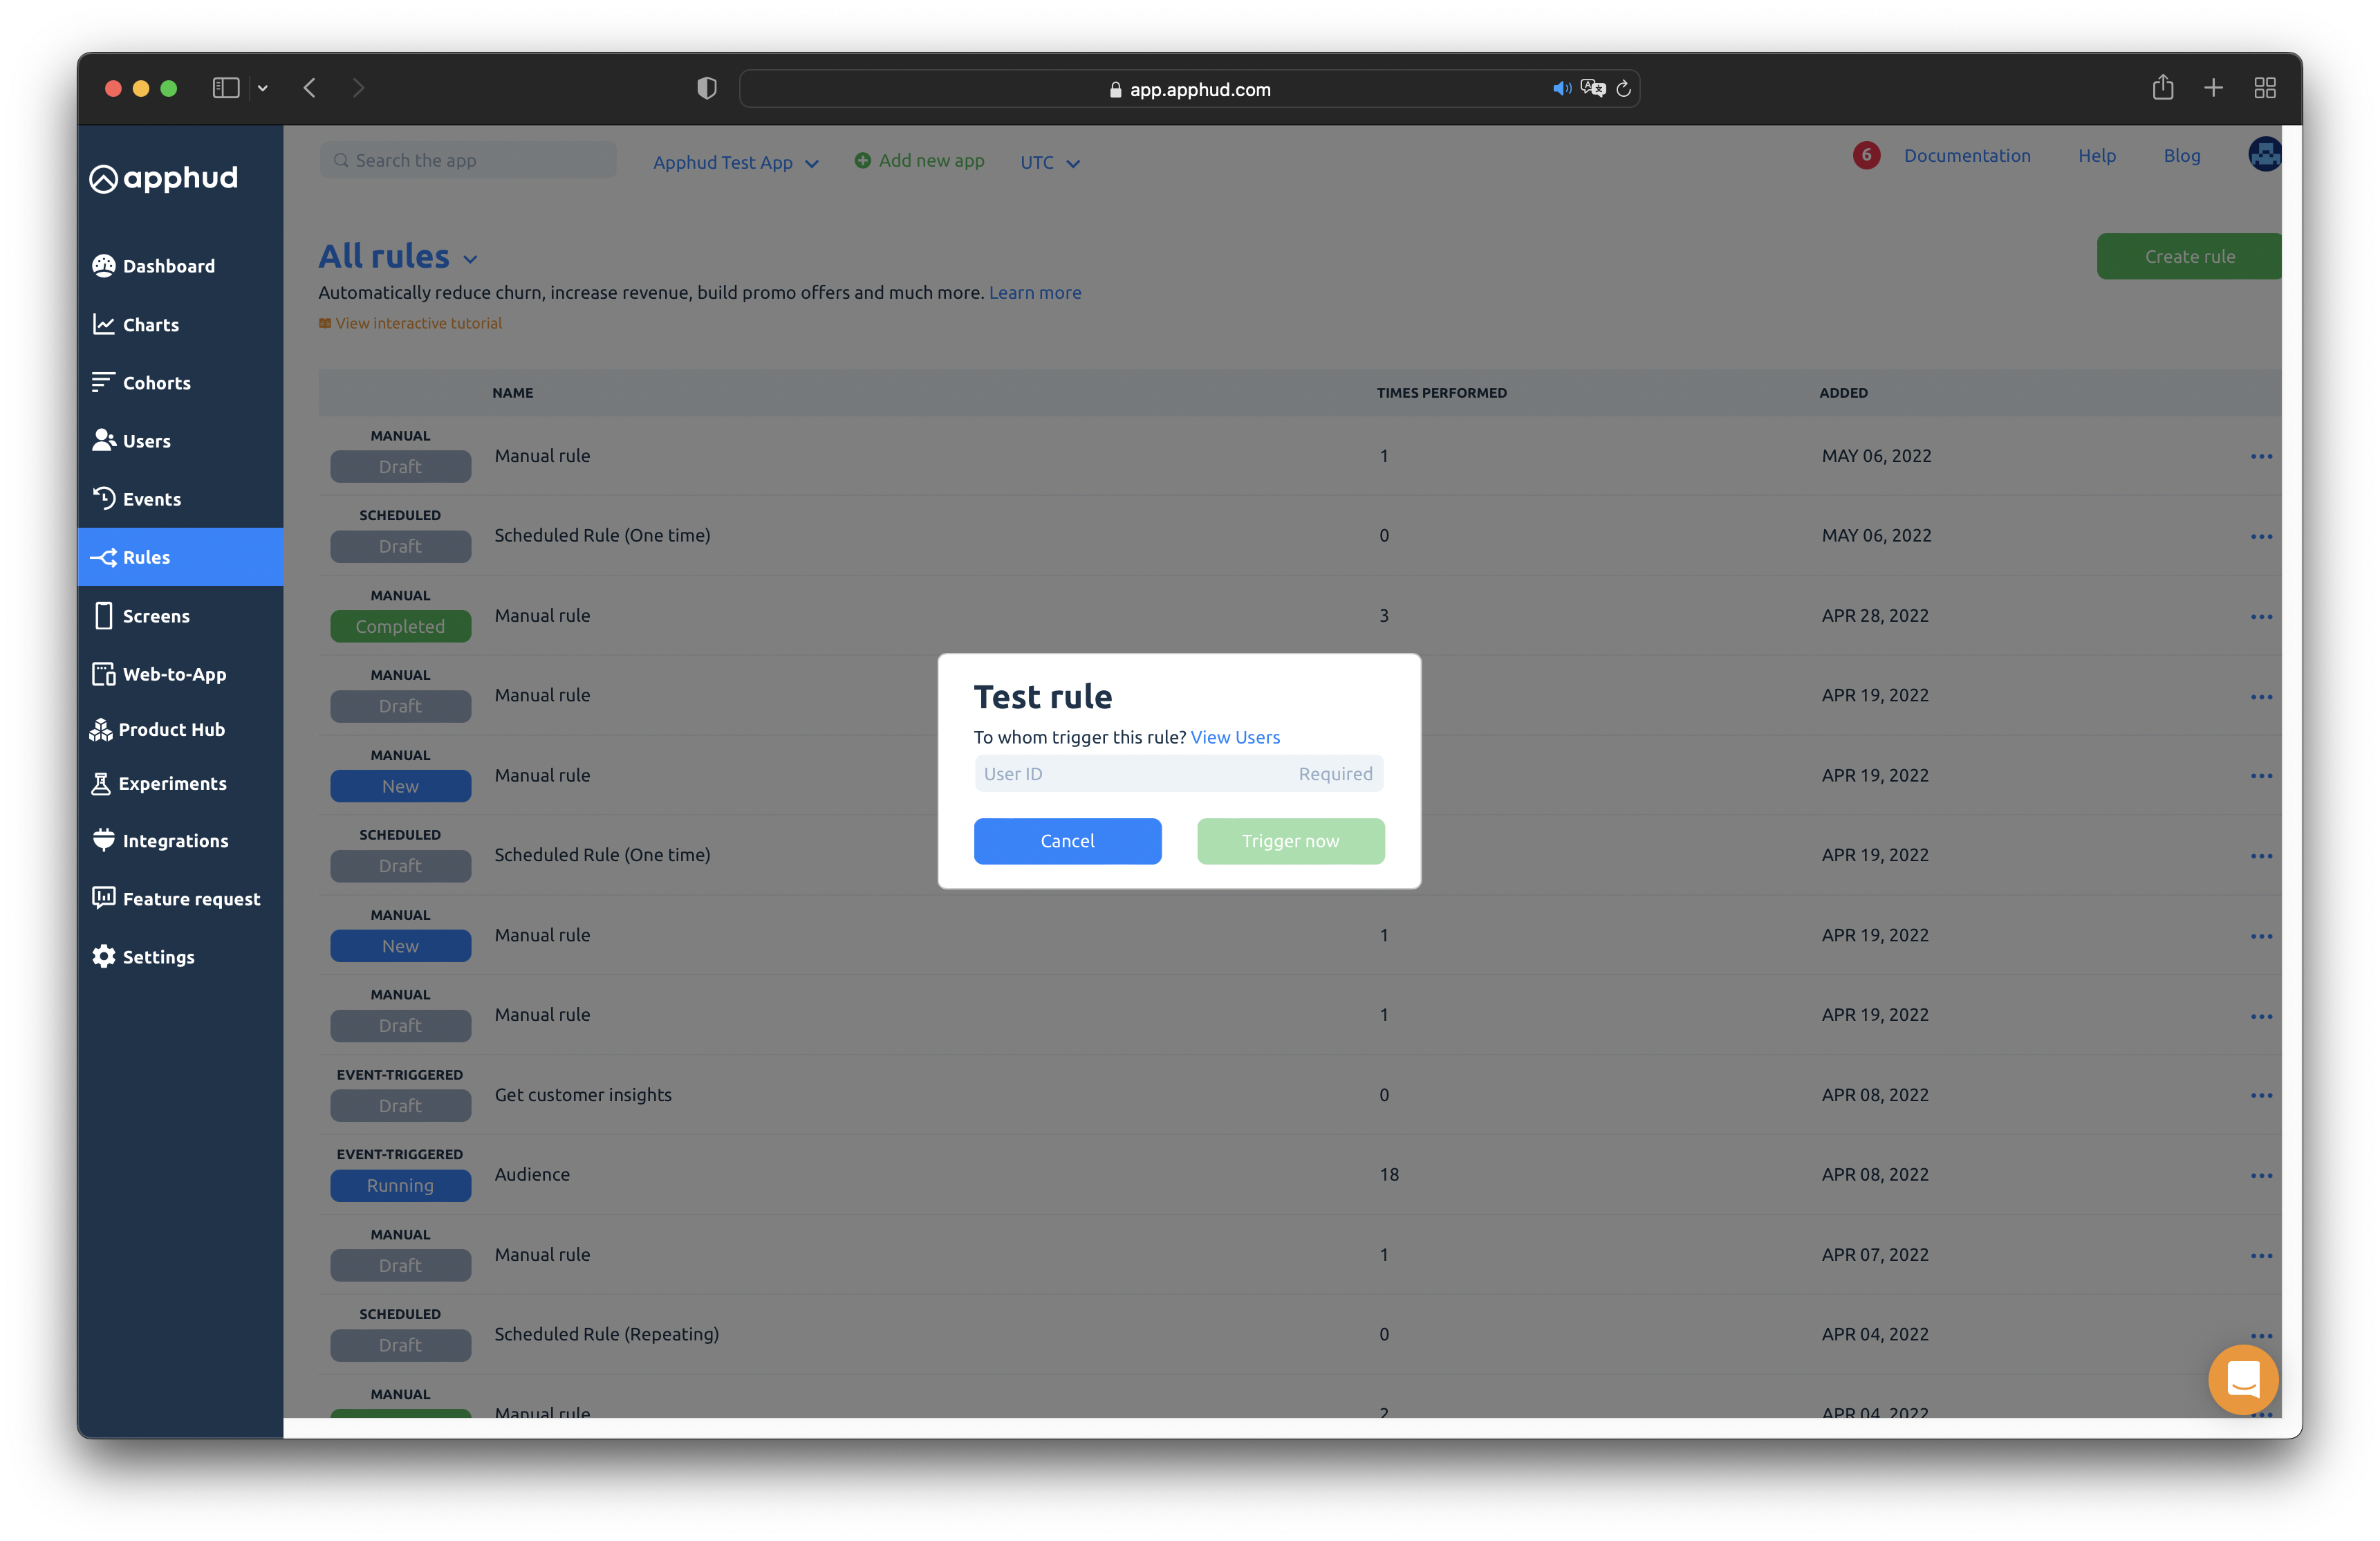 app.apphud.com
apphud
Dashboard
Charts
Cohorts
Users
Events
Rules
Screens
Web-to-App
Product Hub
Experiments
Integrations
Feature request
Settings
Search the app
Apphud Test App
Add new app
UTC
6
Documentation
Help
Blog
All rules
Create rule
Automatically reduce churn, increase revenue, build promo offers and much more. Learn more
View interactive tutorial
NAME TIMES PERFORMED ADDED
MANUAL
Draft Manual rule 1 MAY 06, 2022
SCHEDULED
Draft Scheduled Rule (One time) 0 MAY 06, 2022
MANUAL
Completed Manual rule 3 APR 28, 2022
MANUAL
Draft Manual rule APR 19, 2022
MANUAL
New Manual rule APR 19, 2022
SCHEDULED
Draft Scheduled Rule (One time) APR 19, 2022
MANUAL
New Manual rule 1 APR 19, 2022
MANUAL
Draft Manual rule 1 APR 19, 2022
EVENT-TRIGGERED
Draft Get customer insights 0 APR 08, 2022
EVENT-TRIGGERED
Running Audience 18 APR 08, 2022
MANUAL
Draft Manual rule 1 APR 07, 2022
SCHEDULED
Draft Scheduled Rule (Repeating) 0 APR 04, 2022
MANUAL
Manual rule 2 APR 04, 2022
Test rule
To whom trigger this rule? View Users
User ID Required
Cancel
Trigger now